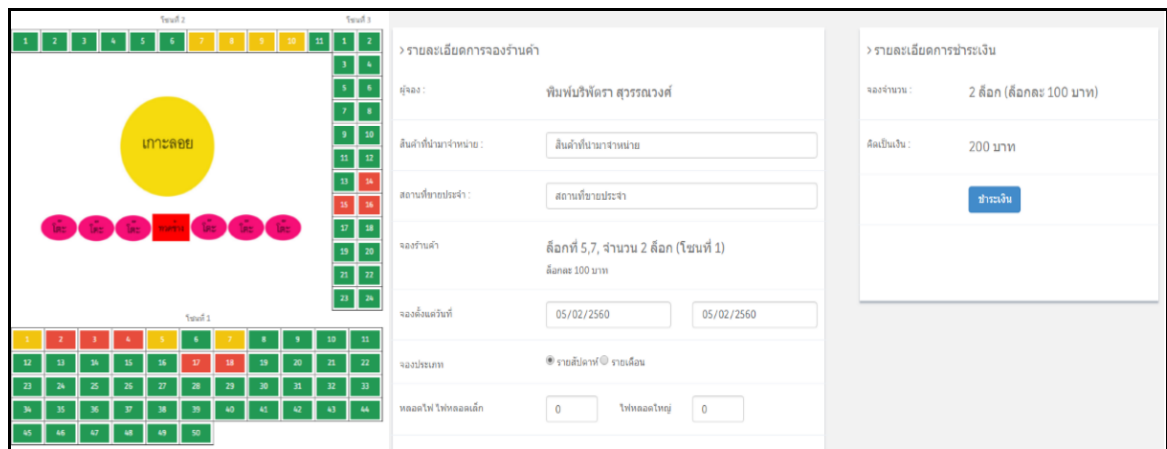 โซนที่ 2
โซนที่ 3
1 2 3 4 5 6 7 8 9 10 11 1 2
3 4
5 6
7 8
9 10
11 12
13 14
15 16
17 18
19 20
21 22
23 24
เกาะลอย
โต๊ะ โต๊ะ โต๊ะ โต๊ะ โต๊ะ โต๊ะ
โซนที่ 1
1 2 3 4 5 6 7 8 9 10 11
12 13 14 15 16 17 18 19 20 21 22
23 24 25 26 27 28 29 30 31 32 33
34 35 36 37 38 39 40 41 42 43 44
45 46 47 48 49 50
> รายละเอียดการจองร้านค้า
ผู้จอง : พิมพ์บริพัตรา สุวรรณวงศ์
สินค้าที่นำมาจำหน่าย : สินค้าที่นำมาจำหน่าย
สถานที่ขายประจำ : สถานที่ขายประจำ
จองร้านค้า ล็อกที่ 5,7, จำนวน 2 ล็อก (โซนที่ 1)
ล็อกละ 100 บาท
จองตั้งแต่วันที่ 05/02/2560 05/02/2560
จองประเภท รายสัปดาห์ รายเดือน
หลอดไฟ ไฟหลอดเล็ก 0 ไฟหลอดใหญ่ 0
> รายละเอียดการชำระเงิน
จองจำนวน : 2 ล็อก (ล็อกละ 100 บาท)
คิดเป็นเงิน : 200 บาท
ชำระเงิน